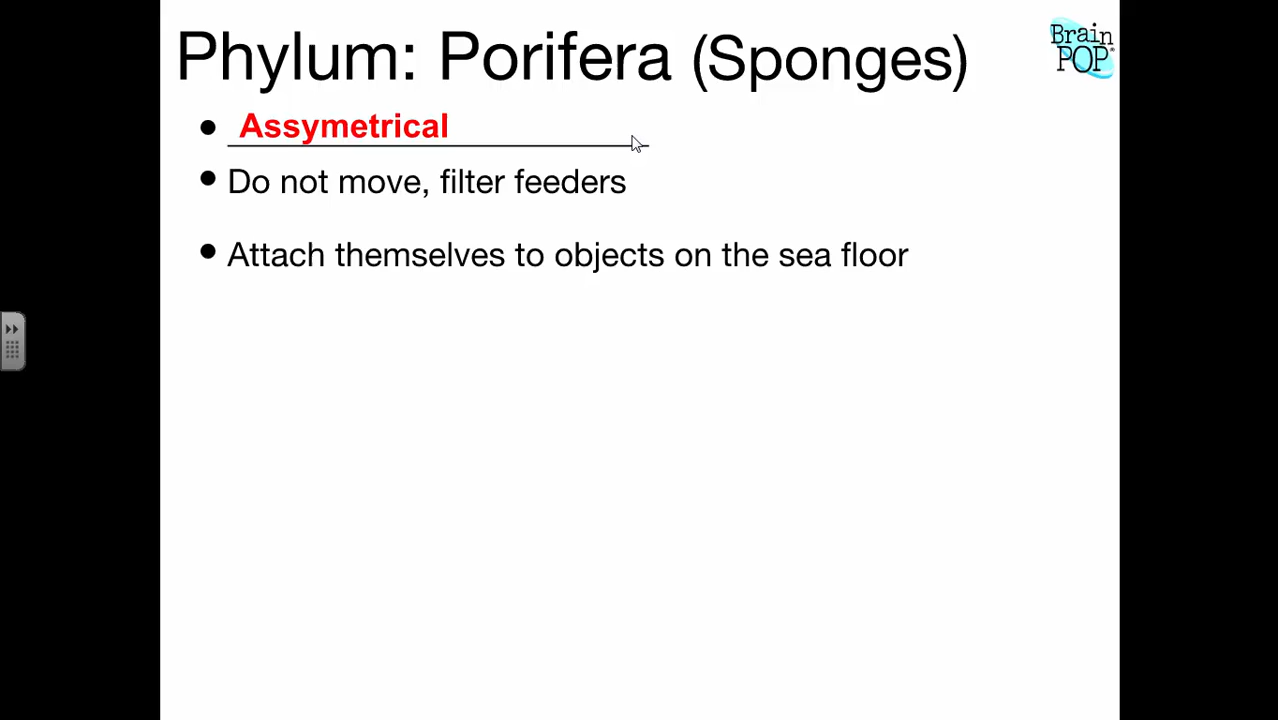 Phylum: Porifera (Sponges)
Brain
POP®
● Assymetrical
● Do not move, filter feeders
● Attach themselves to objects on the sea floor